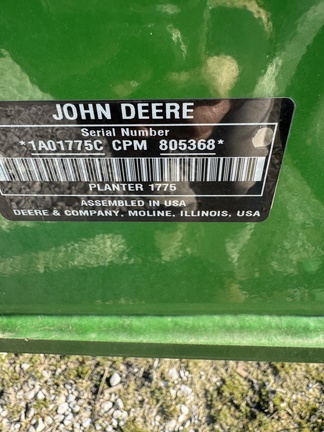 JOHN DEERE
Serial Number
*1A01775C CPM 805368*
PLANTER 1775
ASSEMBLED IN USA
DEERE & COMPANY, MOLINE, ILLINOIS, USA